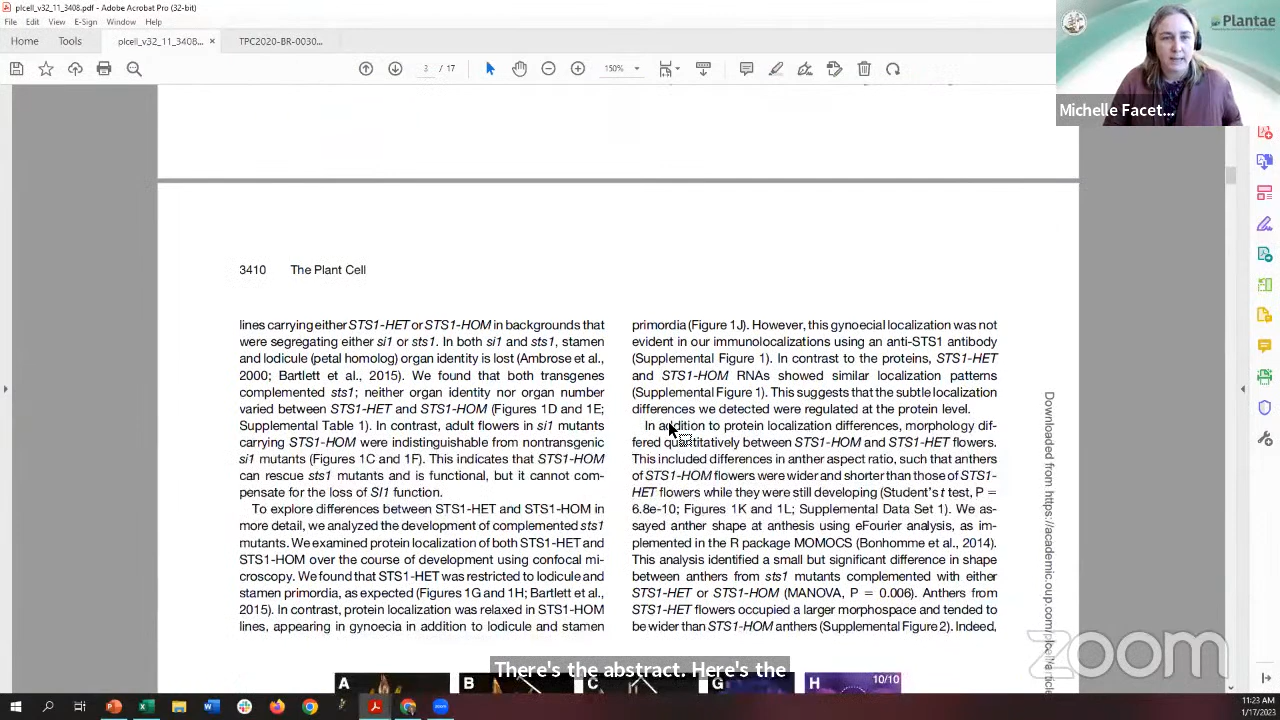 plcell_v32_11_3408.pdf - Adobe Acrobat Pro (32-bit)
File Edit View E-Sign Window Help
Home Tools plcell_v32_11_3408... × TPC2020-BR-0030...
3 / 17 150%
Plantae
Michelle Facet...
3410 The Plant Cell
lines carrying either STS1-HET or STS1-HOM in backgrounds that
were segregating either si1 or sts1. In both si1 and sts1, stamen
and lodicule (petal homolog) organ identity is lost (Ambrose et al.,
2000; Bartlett et al., 2015). We found that both transgenes
complemented sts1; neither organ identity nor organ number
varied between STS1-HET and STS1-HOM (Figures 1D and 1E;
Supplemental Table 1). In contrast, adult flowers in si1 mutants
carrying STS1-HOM were indistinguishable from nontransgenic
si1 mutants (Figures 1C and 1F). This indicates that STS1-HOM
can rescue sts1 mutants and is functional, but it cannot com-
pensate for the loss of SI1 function.
To explore differences between STS1-HET and STS1-HOM in
more detail, we analyzed the development of complemented sts1
mutants. We examined protein localization of both STS1-HET and
STS1-HOM over the course of development using confocal mi-
croscopy. We found that STS1-HET was restricted to lodicule and
stamen primordia, as expected (Figures 1G and 1H; Bartlett et al.,
2015). In contrast, protein localization was relaxed in STS1-HOM
lines, appearing in gynoecia in addition to lodicule and stamen
primordia (Figure 1J). However, this gynoecial localization was not
evident in our immunolocalizations using an anti-STS1 antibody
(Supplemental Figure 1). In contrast to the proteins, STS1-HET
and STS1-HOM RNAs showed similar localization patterns
(Supplemental Figure 1). This suggests that the subtle localization
differences we detected were regulated at the protein level.
In addition to protein localization differences, morphology dif-
fered quantitatively between STS1-HOM and STS1-HET flowers.
This included differences in anther aspect ratio, such that anthers
of STS1-HOM flowers were wider and shorter than those of STS1-
HET flowers while they were still developing (Student's t test, P =
6.8e-10; Figures 1K and 1L; Supplemental Data Set 1). We as-
sayed anther shape at anthesis using eFourier analysis, as im-
plemented in the R package MOMOCS (Bonhomme et al., 2014).
This analysis identified a small but significant difference in shape
between anthers from sts1 mutants complemented with either
STS1-HET or STS1-HOM (MANOVA, P = 0.006). Anthers from
STS1-HET flowers occupied a larger morphospace and tended to
be wider than STS1-HOM anthers (Supplemental Figure 2). Indeed,
Downloaded from https://academic.oup.com/plcell/article
A B C G H 10/10
There's the abstract. Here's the
zoom
11:23 AM
1/17/2023